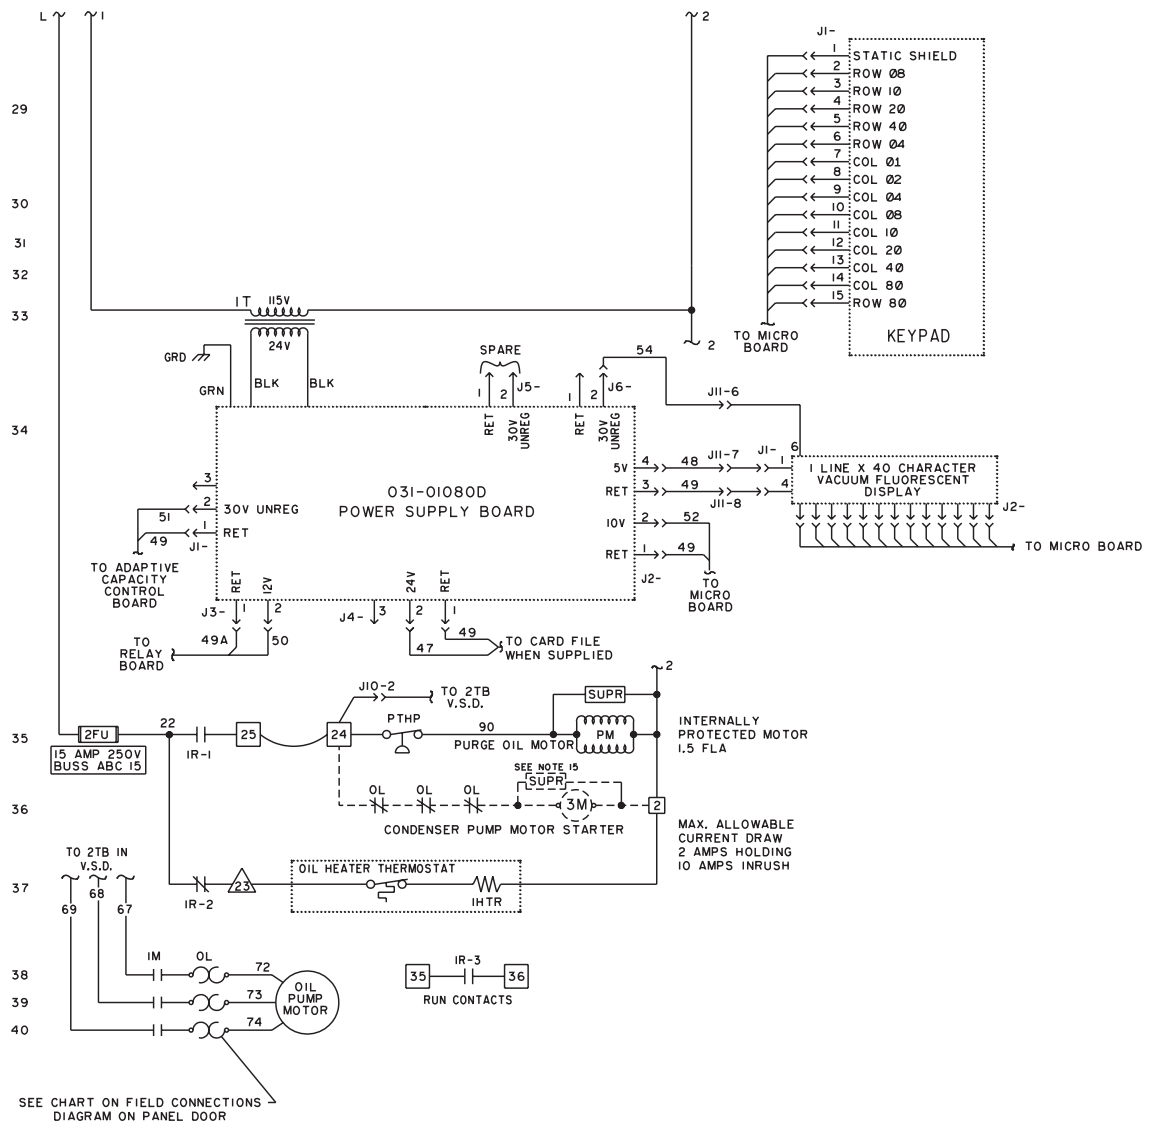 L
1
2
29
30
31
32
33
34
35
36
37
38
39
40
J1-
1 STATIC SHIELD
2 ROW 08
3 ROW 10
4 ROW 20
5 ROW 40
6 ROW 04
7 COL 01
8 COL 02
9 COL 04
10 COL 08
11 COL 10
12 COL 20
13 COL 40
14 COL 80
15 ROW 80
KEYPAD
TO MICRO
BOARD
1T 115V
24V
2
GRD
GRN
BLK
BLK
SPARE
1
2
J5-
RET
30V
UNREG
1
2
J6-
RET
30V
UNREG
54
J11-6
6
5V 4 48 J11-7 J1- 1
RET 3 49 J11-8 4
10V 2 52
RET 1 49
J2-
TO
MICRO
BOARD
1 LINE X 40 CHARACTER
VACUUM FLUORESCENT
DISPLAY
J2-
TO MICRO BOARD
031-01080D
POWER SUPPLY BOARD
3
2 30V UNREG
51
1 RET
49
J1-
TO ADAPTIVE
CAPACITY
CONTROL
BOARD
RET
12V
J3- 1 2
49A
50
TO
RELAY
BOARD
24V
RET
J4- 3 2 1
49
47
TO CARD FILE
WHEN SUPPLIED
2
2FU
15 AMP 250V
BUSS ABC 15
22
1R-1
25
24
J10-2
TO 2TB
V.S.D.
PTHP
90
PURGE OIL MOTOR
SUPR
PM
INTERNALLY
PROTECTED MOTOR
1.5 FLA
SEE NOTE 15
SUPR
OL
OL
OL
3M
2
CONDENSER PUMP MOTOR STARTER
MAX. ALLOWABLE
CURRENT DRAW
2 AMPS HOLDING
10 AMPS INRUSH
1R-2
23
OIL HEATER THERMOSTAT
1HTR
TO 2TB IN
V.S.D.
69
68
67
1M
OL
72
73
74
OIL
PUMP
MOTOR
35
1R-3
36
RUN CONTACTS
SEE CHART ON FIELD CONNECTIONS
DIAGRAM ON PANEL DOOR